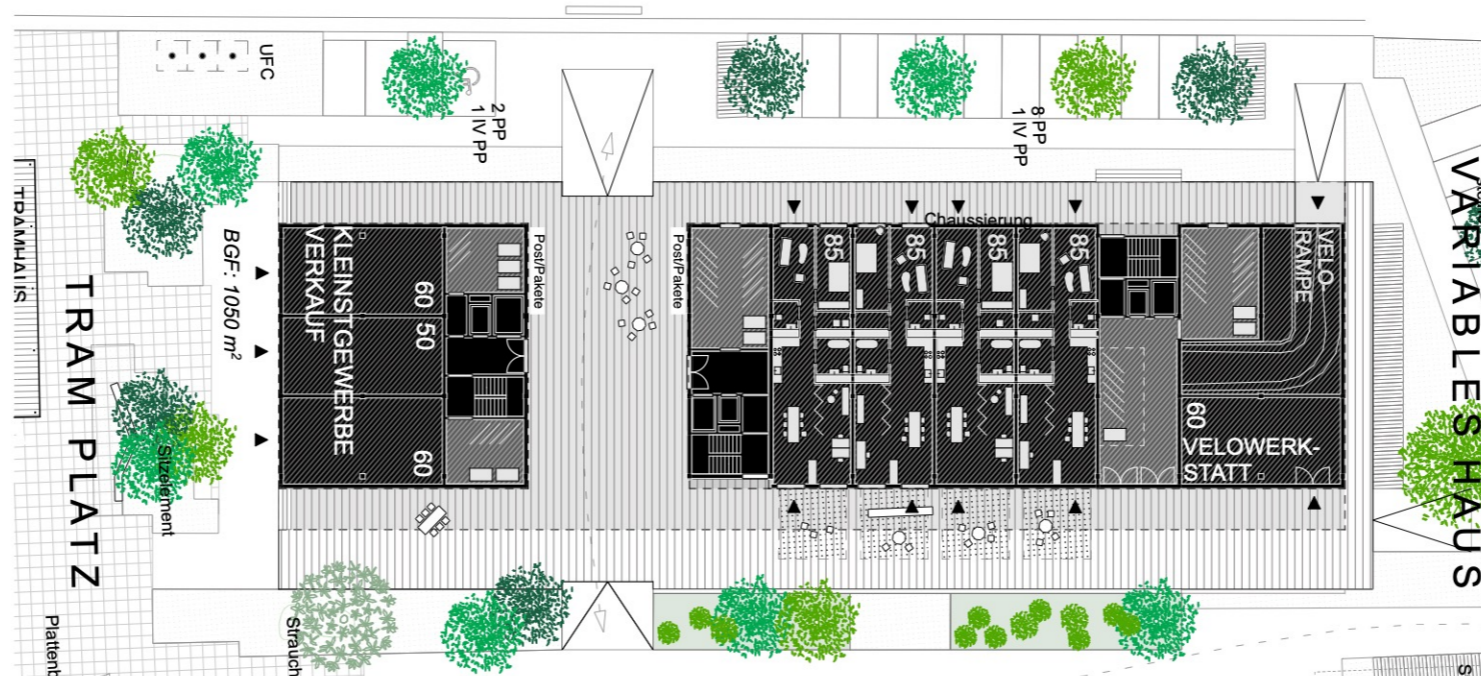 UFC
2 PP
1 IV PP
8 PP
1 IV PP
TRAMHAUS
TRAM PLATZ
BGF: 1050 m²
KLEINSTGEWERBE
VERKAUF
60
50
60
Post/Pakete
Post/Pakete
Chaussierung
85
85
85
85
VELO
RAMPE
60
VELOWERK-
STATT
VARIABLES HAUS
Sitzelement
Strauch